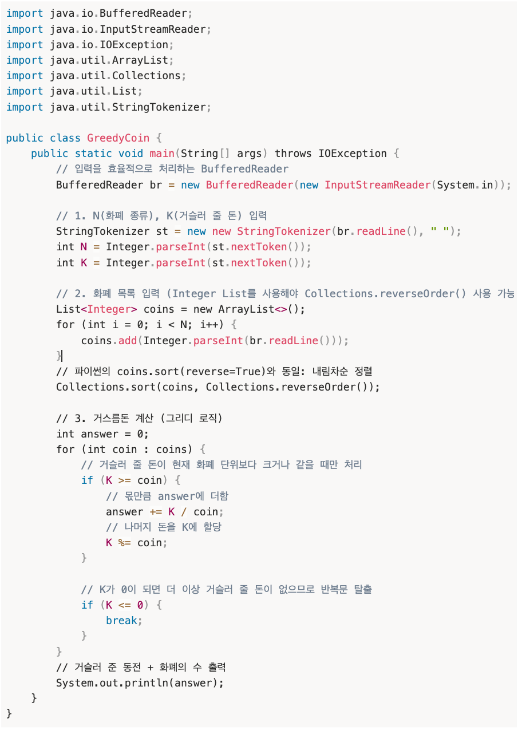 import java.io.BufferedReader;
import java.io.InputStreamReader;
import java.io.IOException;
import java.util.ArrayList;
import java.util.Collections;
import java.util.List;
import java.util.StringTokenizer;

public class GreedyCoin {
    public static void main(String[] args) throws IOException {
        // 입력을 효율적으로 처리하는 BufferedReader
        BufferedReader br = new BufferedReader(new InputStreamReader(System.in));

        // 1. N(화폐 종류), K(거슬러 줄 돈) 입력
        StringTokenizer st = new new StringTokenizer(br.readLine(), " ");
        int N = Integer.parseInt(st.nextToken());
        int K = Integer.parseInt(st.nextToken());

        // 2. 화폐 목록 입력 (Integer List를 사용해야 Collections.reverseOrder() 사용 가능
        List<Integer> coins = new ArrayList<>();
        for (int i = 0; i < N; i++) {
            coins.add(Integer.parseInt(br.readLine()));
        }
        // 파이썬의 coins.sort(reverse=True)와 동일: 내림차순 정렬
        Collections.sort(coins, Collections.reverseOrder());

        // 3. 거스름돈 계산 (그리디 로직)
        int answer = 0;
        for (int coin : coins) {
            // 거슬러 줄 돈이 현재 화폐 단위보다 크거나 같을 때만 처리
            if (K >= coin) {
                // 몫만큼 answer에 더함
                answer += K / coin;
                // 나머지 돈을 K에 할당
                K %= coin;
            }

            // K가 0이 되면 더 이상 거슬러 줄 돈이 없으므로 반복문 탈출
            if (K <= 0) {
                break;
            }
        }
        // 거슬러 준 동전 + 화폐의 수 출력
        System.out.println(answer);
    }
}